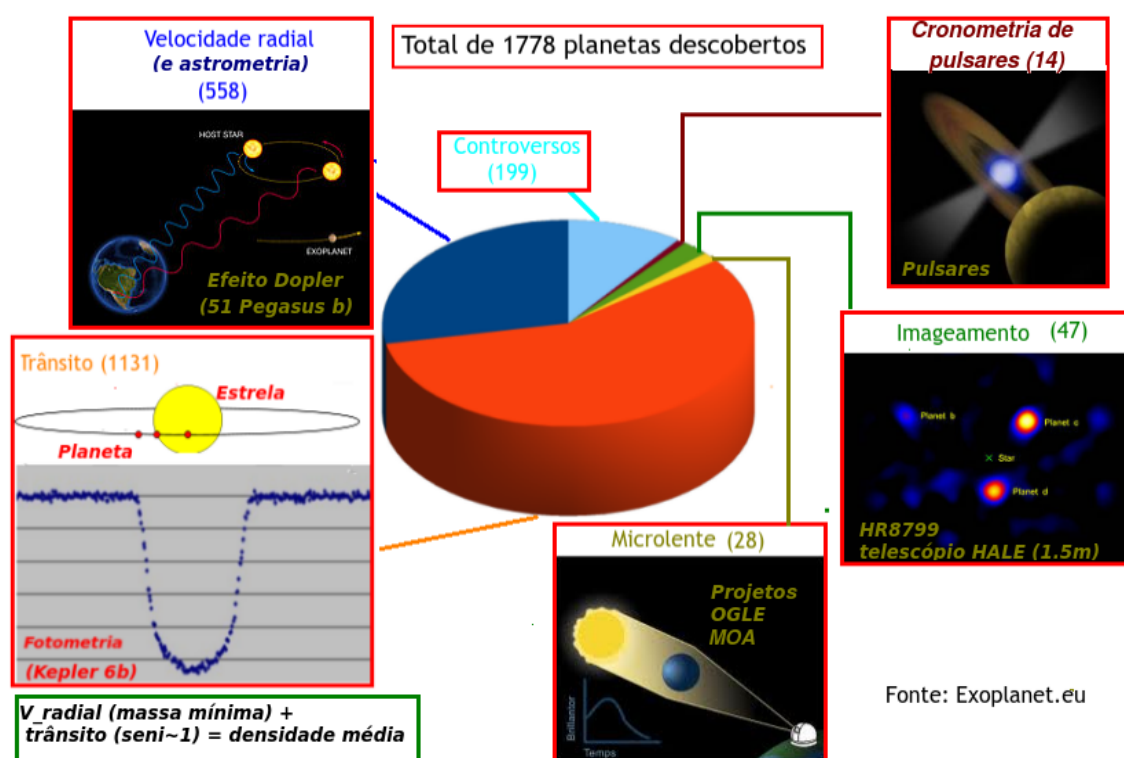 Total de 1778 planetas descobertos
Velocidade radial
(e astrometria)
(558)
HOST STAR
EXOPLANET
Efeito Dopler
(51 Pegasus b)
Controversos
(199)
Cronometria de
pulsares (14)
Pulsares
Trânsito (1131)
Estrela
Planeta
Fotometria
(Kepler 6b)
Imageamento (47)
Planet b
Planet c
Star
Planet d
HR8799
telescópio HALE (1.5m)
Microlente (28)
Projetos
OGLE
MOA
Brillantor
Temps
V_radial (massa mínima) +
trânsito (seni~1) = densidade média
Fonte: Exoplanet.eu